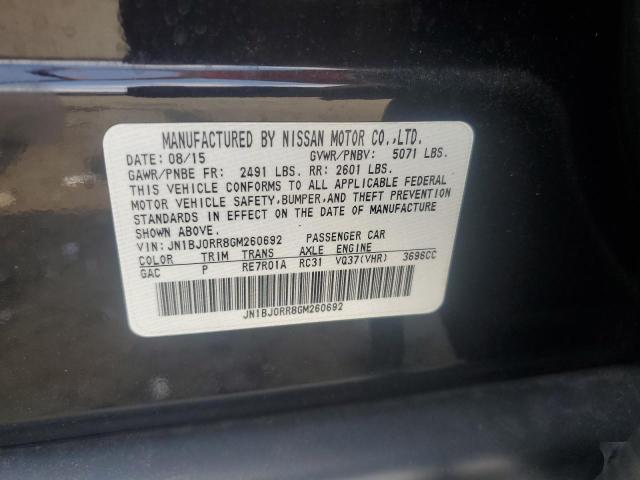 MANUFACTURED BY NISSAN MOTOR CO.,LTD.
DATE: 08/15 GVWR/PNBV: 5071 LBS.
GAWR/PNBE FR: 2491 LBS. RR: 2601 LBS.
THIS VEHICLE CONFORMS TO ALL APPLICABLE FEDERAL
MOTOR VEHICLE SAFETY,BUMPER,AND THEFT PREVENTION
STANDARDS IN EFFECT ON THE DATE OF MANUFACTURE
SHOWN ABOVE.
VIN: JN1BJ0RR8GM260692 PASSENGER CAR
COLOR TRIM TRANS AXLE ENGINE
GAC P RE7R01A RC31 VQ37(VHR) 3696CC
JN1BJ0RR8GM260692